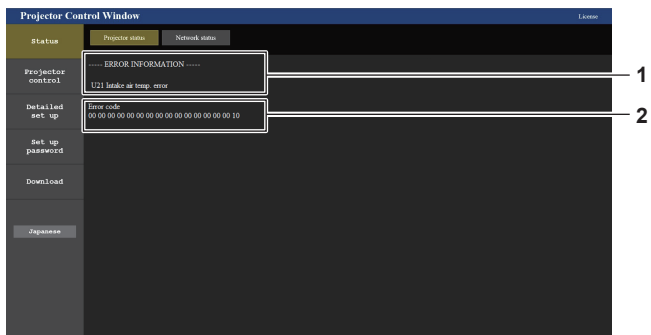 Projector Control Window
License
Status
Projector status
Network status
----- ERROR INFORMATION -----
U21 Intake air temp. error
1
Projector
control
Error code
00 00 00 00 00 00 00 00 00 00 00 00 00 00 00 10
2
Detailed
set up
Set up
password
Download
Japanese